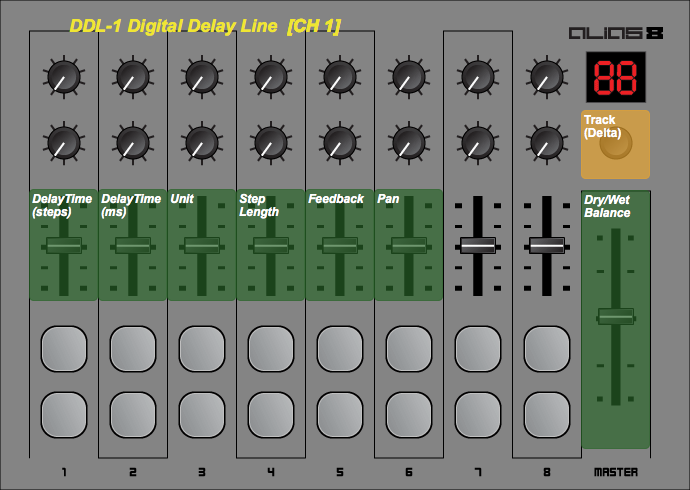 DDL-1 Digital Delay Line [CH 1]
ALIAS 8
88
Track
(Delta)
DelayTime
(steps)
DelayTime
(ms)
Unit
Step
Length
Feedback
Pan
Dry/Wet
Balance
1 2 3 4 5 6 7 8 MASTER